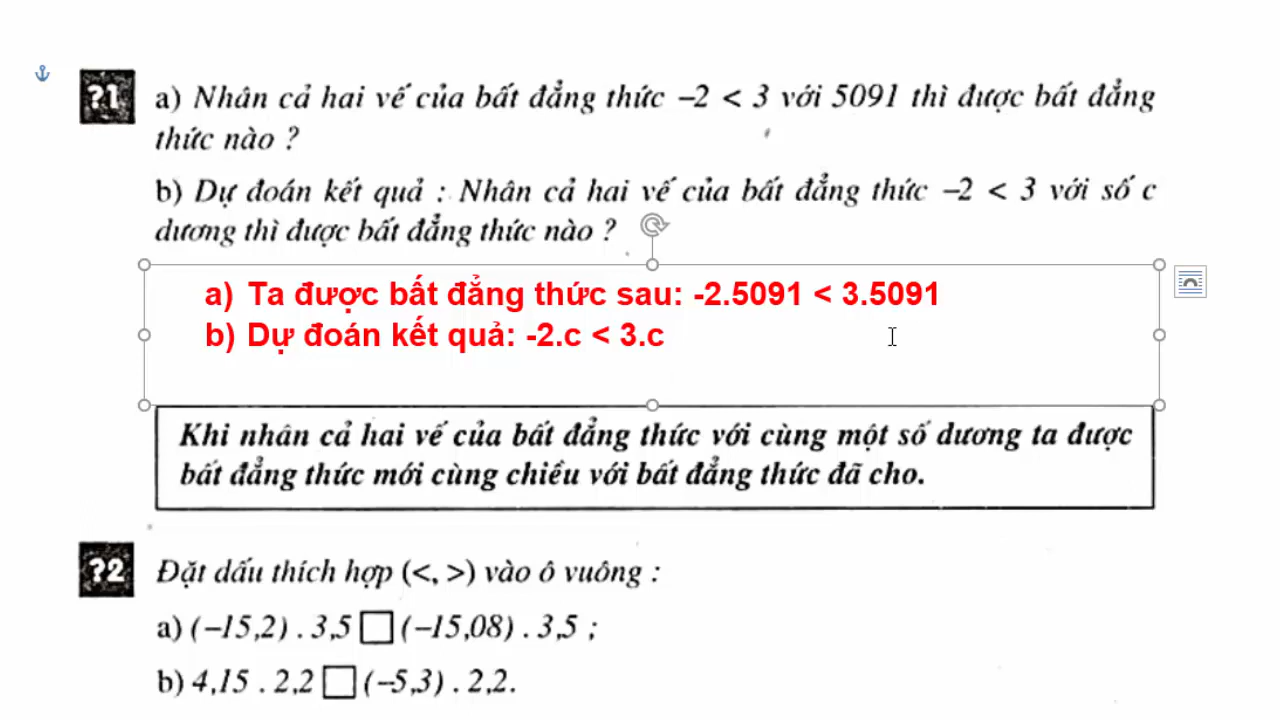 ?1 a) Nhân cả hai vế của bất đẳng thức –2 < 3 với 5091 thì được bất đẳng
thức nào ?
b) Dự đoán kết quả : Nhân cả hai vế của bất đẳng thức –2 < 3 với số c
dương thì được bất đẳng thức nào ?
a) Ta được bất đẳng thức sau: -2.5091 < 3.5091
b) Dự đoán kết quả: -2.c < 3.c
Khi nhân cả hai vế của bất đẳng thức với cùng một số dương ta được
bất đẳng thức mới cùng chiều với bất đẳng thức đã cho.
?2 Đặt dấu thích hợp (<, >) vào ô vuông :
a) (–15,2) . 3,5 □ (–15,08) . 3,5 ;
b) 4,15 . 2,2 □ (–5,3) . 2,2.